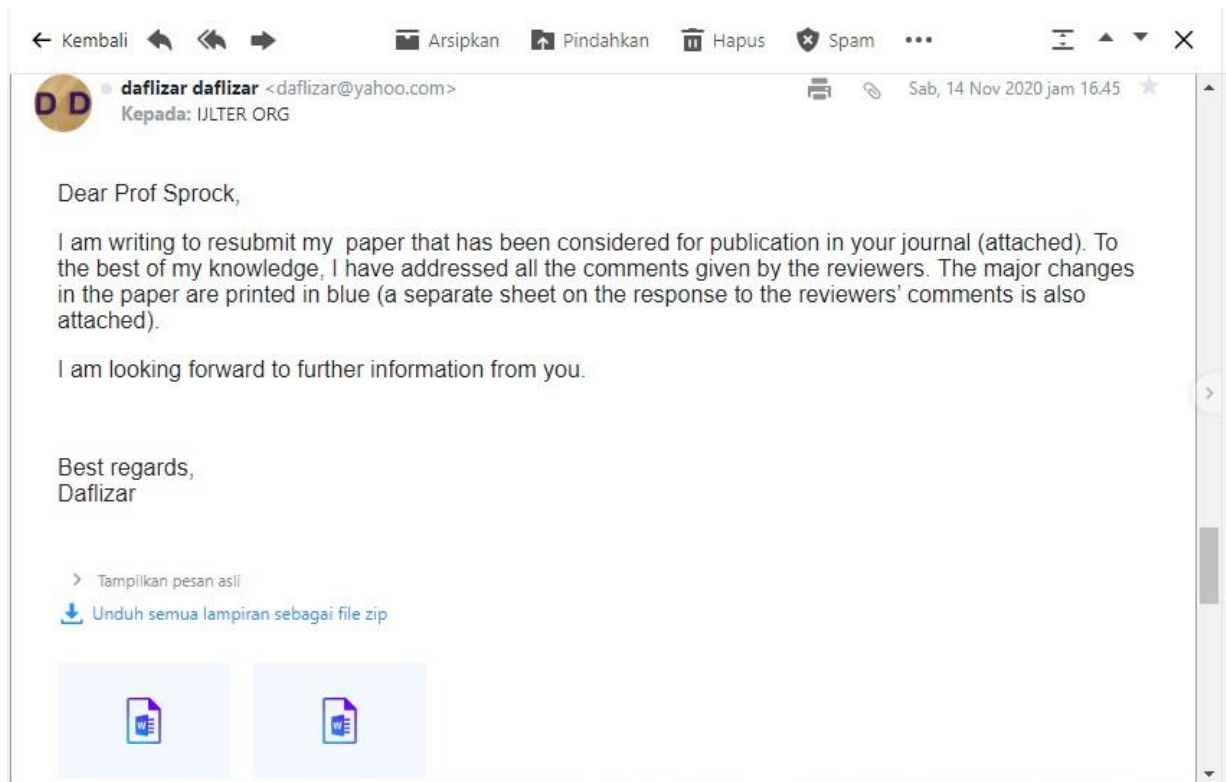 Kembali Arsipkan Pindahkan Hapus Spam
D D
daflizar daflizar <daflizar@yahoo.com> Sab, 14 Nov 2020 jam 16.45
Kepada: IJLTER ORG
Dear Prof Sprock,
I am writing to resubmit my  paper that has been considered for publication in your journal (attached). To
the best of my knowledge, I have addressed all the comments given by the reviewers. The major changes
in the paper are printed in blue (a separate sheet on the response to the reviewers’ comments is also
attached).
I am looking forward to further information from you.
Best regards,
Daflizar
Tampilkan pesan asli
Unduh semua lampiran sebagai file zip
W W